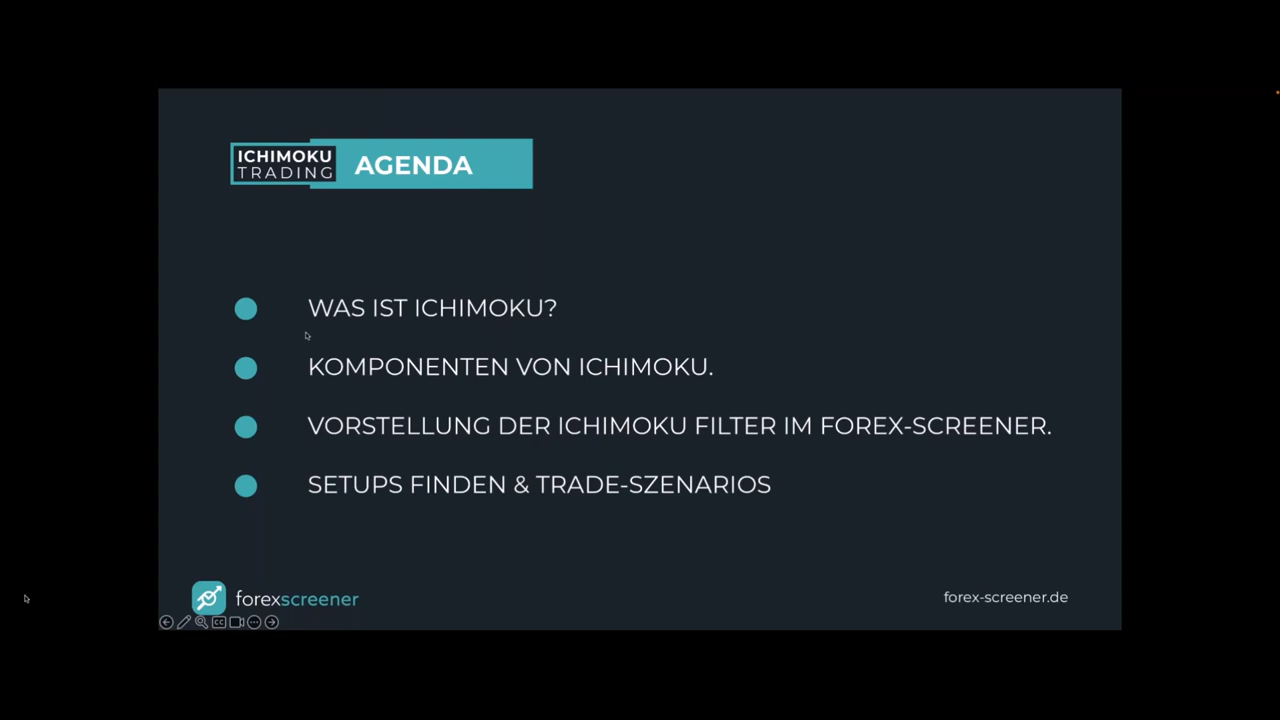 ICHIMOKU
TRADING
AGENDA
WAS IST ICHIMOKU?
KOMPONENTEN VON ICHIMOKU.
VORSTELLUNG DER ICHIMOKU FILTER IM FOREX-SCREENER.
SETUPS FINDEN & TRADE-SZENARIOS
forexscreener
forex-screener.de
CC